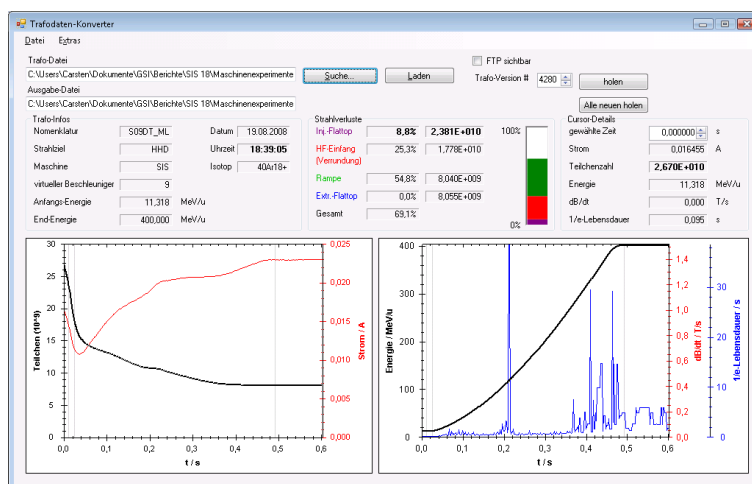 Trafodaten-Konverter
Datei Extras
Trafo-Datei
C:\Users\Carsten\Dokumente\GSI\Berichte\SIS 18\Maschinenexperimente
Suche...
Laden
FTP sichtbar
Trafo-Version # 4280
holen
Ausgabe-Datei
C:\Users\Carsten\Dokumente\GSI\Berichte\SIS 18\Maschinenexperimente
Alle neuen holen
Trafo-Infos
Nomenklatur S09DT_ML Datum 19.08.2008
Strahlziel HHD Uhrzeit 18:39:05
Maschine SIS Isotop 40Ar18+
virtueller Beschleuniger 9
Anfangs-Energie 11,318 MeV/u
End-Energie 400,000 MeV/u
Strahlverluste
Inj.-Flattop 8,8% 2,381E+010
HF-Einfang 25,3% 1,778E+010
(Verrundung)
Rampe 54,8% 8,040E+009
Extr.-Flattop 0,0% 8,055E+009
Gesamt 69,1%
100%
0%
Cursor-Details
gewählte Zeit 0,000000 s
Strom 0,016455 A
Teilchenzahl 2,670E+010
Energie 11,318 MeV/u
dB/dt 0,000 T/s
1/e-Lebensdauer 0,095 s
Teilchen (10^9)
30
25
20
15
10
5
0
0,0 0,1 0,2 0,3 0,4 0,5 0,6
t / s
0,025
0,020
0,015
0,010
0,005
0,000
Strom / A
Energie / MeV/u
400
300
200
100
0
0,0 0,1 0,2 0,3 0,4 0,5 0,6
t / s
1,4
1,2
1,0
0,8
0,6
0,4
0,2
0,0
dB/dt / T/s
30
20
10
0
1/e-Lebensdauer / s